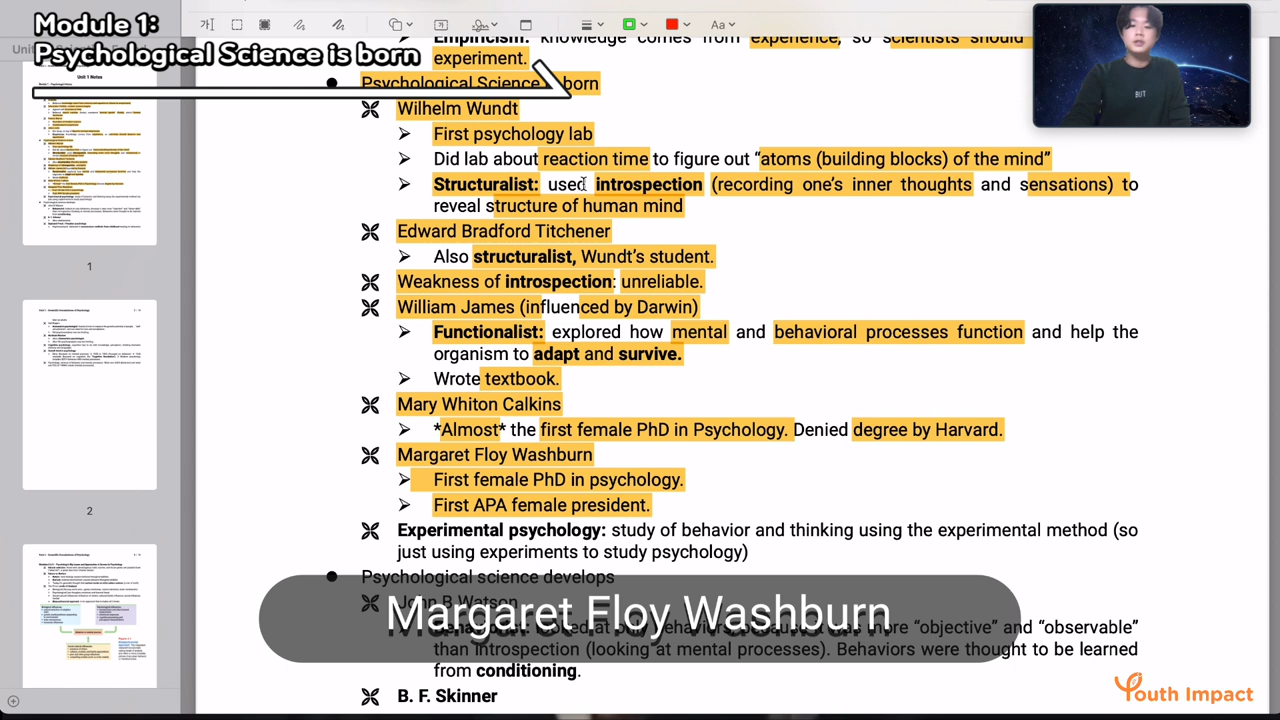 Module 1:
Psychological Science is born
Aa
BUT
Unit 1 Notes
Empiricism: knowledge comes from experience, so scientists should
experiment.
Psychological Science born
Wilhelm Wundt
First psychology lab
Did lab about reaction time to figure out “atoms (building blocks) of the mind”
Structuralist: used introspection (recording one’s inner thoughts and sensations) to
reveal structure of human mind
Edward Bradford Titchener
Also structuralist, Wundt’s student.
Weakness of introspection: unreliable.
William James (influenced by Darwin)
Functionalist: explored how mental and behavioral processes function and help the
organism to adapt and survive.
Wrote textbook.
Mary Whiton Calkins
*Almost* the first female PhD in Psychology. Denied degree by Harvard.
Margaret Floy Washburn
First female PhD in psychology.
First APA female president.
Experimental psychology: study of behavior and thinking using the experimental method (so
just using experiments to study psychology)
Psychological Science develops
Margaret Floy Washburn
more “objective” and “observable”
than (looking at mental processes). Behaviors were thought to be learned
from conditioning.
B. F. Skinner
1
2
Youth Impact